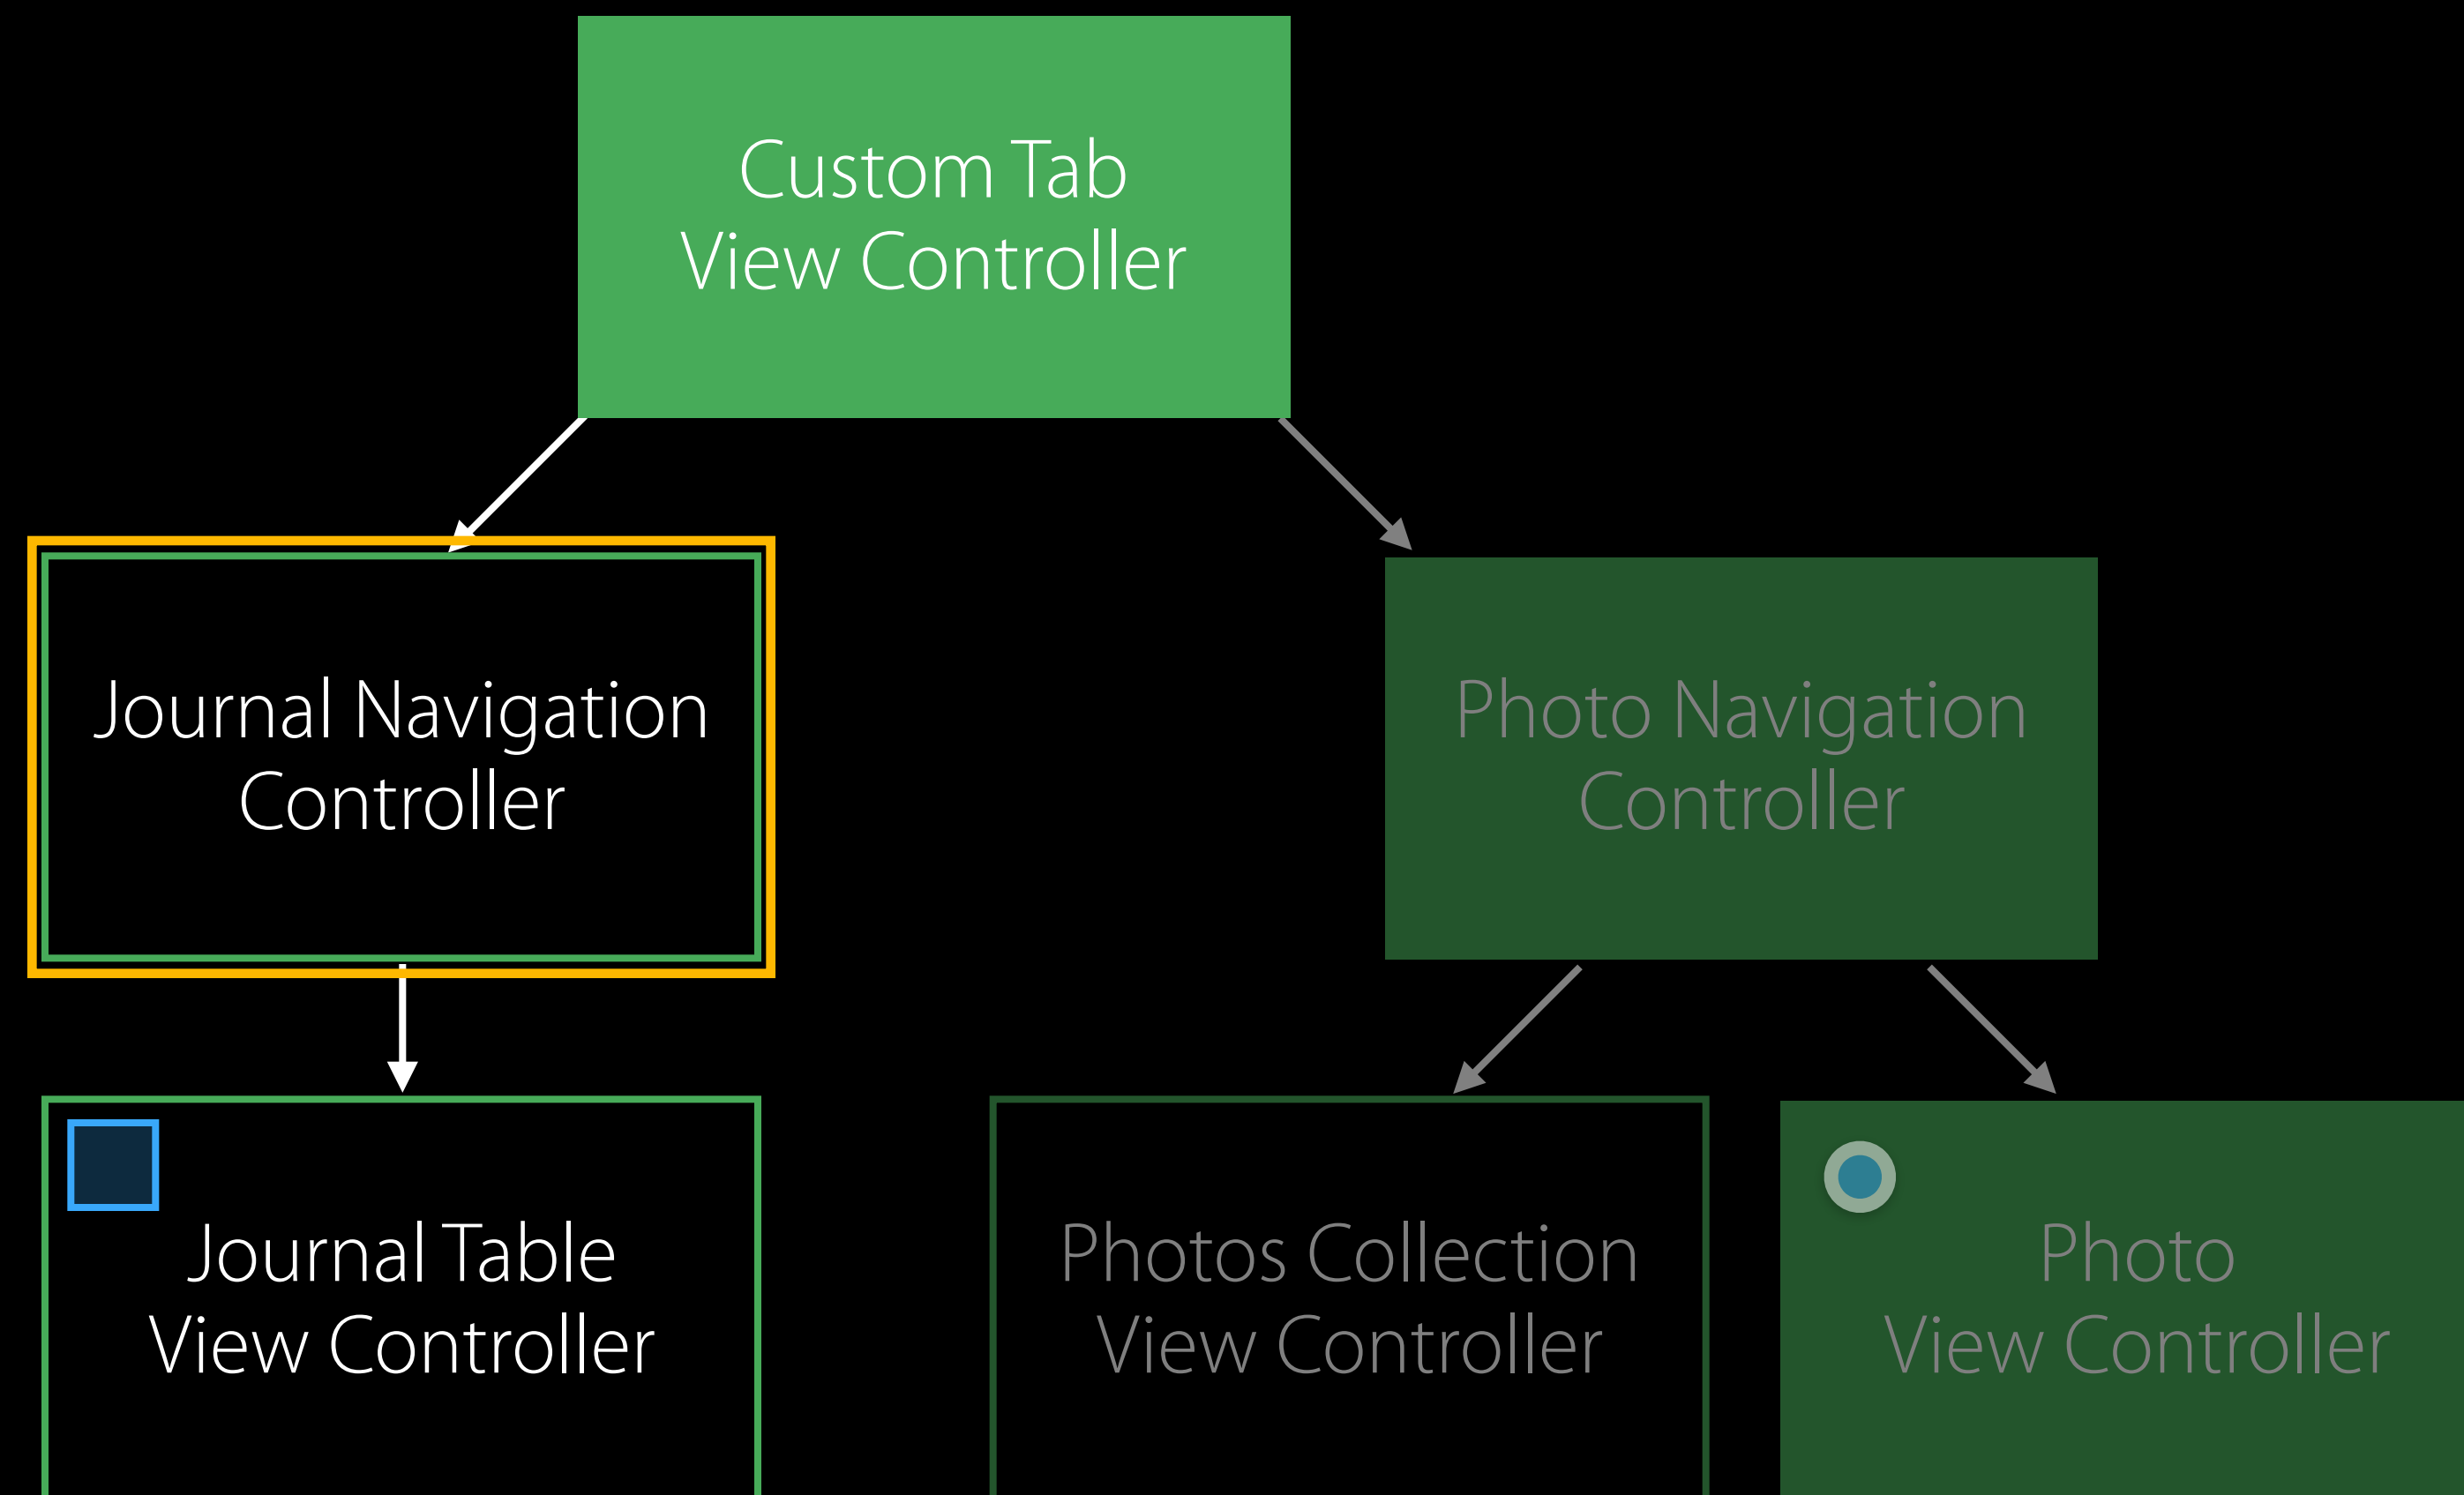 Custom Tab
View Controller
Journal Navigation
Controller
Photo Navigation
Controller
Journal Table
View Controller
Photos Collection
View Controller
Photo
View Controller